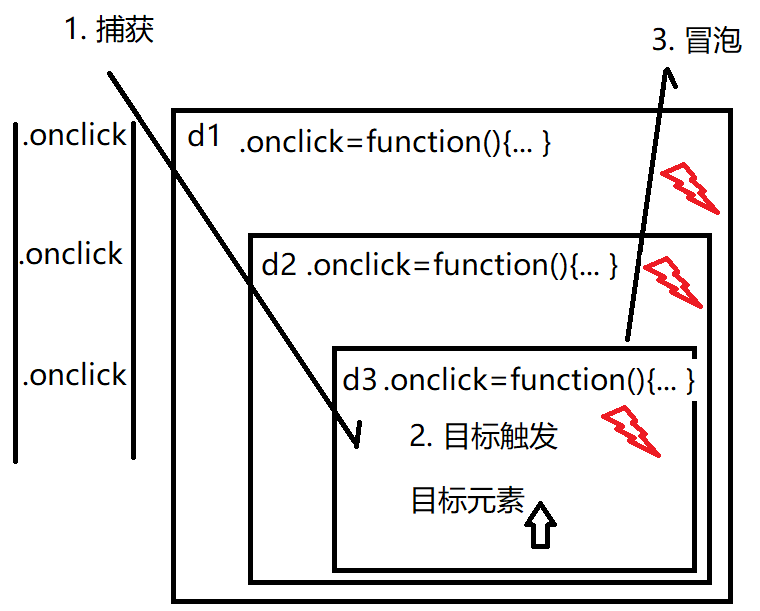 1. 捕获
3. 冒泡
.onclick
d1 .onclick=function(){... }
.onclick
d2 .onclick=function(){... }
.onclick
d3 .onclick=function(){... }
2. 目标触发
目标元素